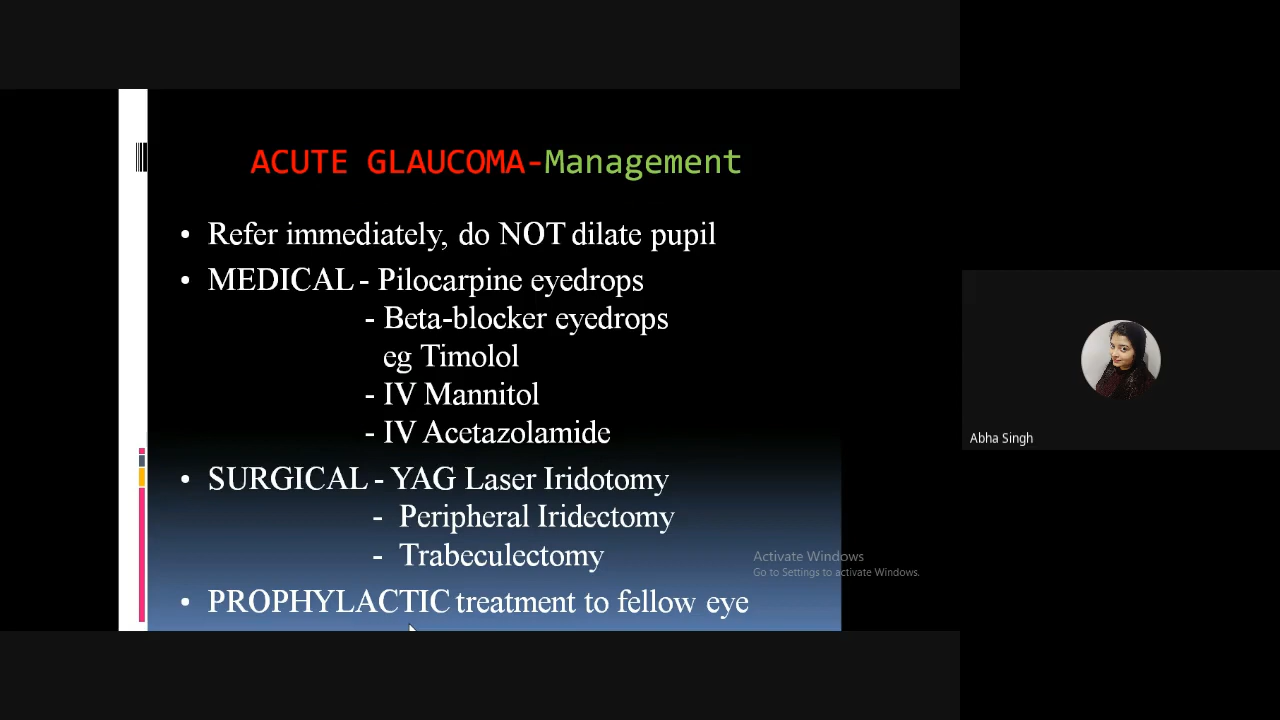 ACUTE GLAUCOMA-Management
• Refer immediately, do NOT dilate pupil
• MEDICAL - Pilocarpine eyedrops
- Beta-blocker eyedrops
eg Timolol
- IV Mannitol
- IV Acetazolamide
• SURGICAL - YAG Laser Iridotomy
- Peripheral Iridectomy
- Trabeculectomy
• PROPHYLACTIC treatment to fellow eye
Activate Windows
Go to Settings to activate Windows.
Abha Singh